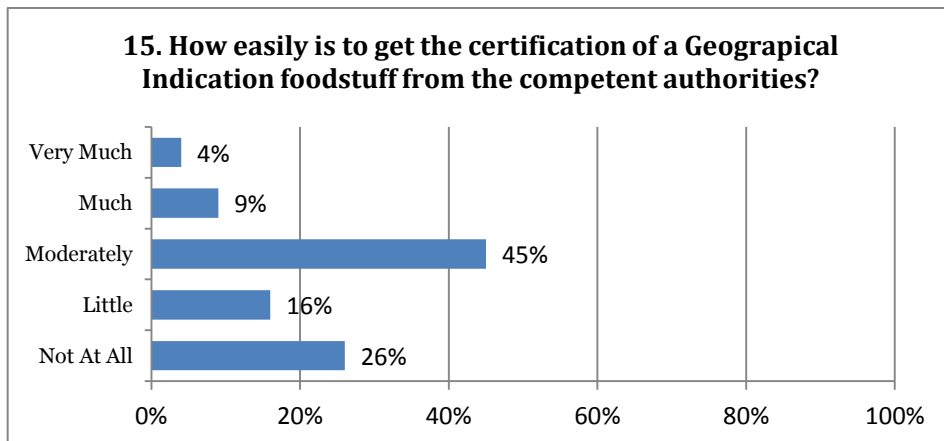 15. How easily is to get the certification of a Geograpical
Indication foodstuff from the competent authorities?
Very Much 4%
Much 9%
Moderately 45%
Little 16%
Not At All 26%
0% 20% 40% 60% 80% 100%